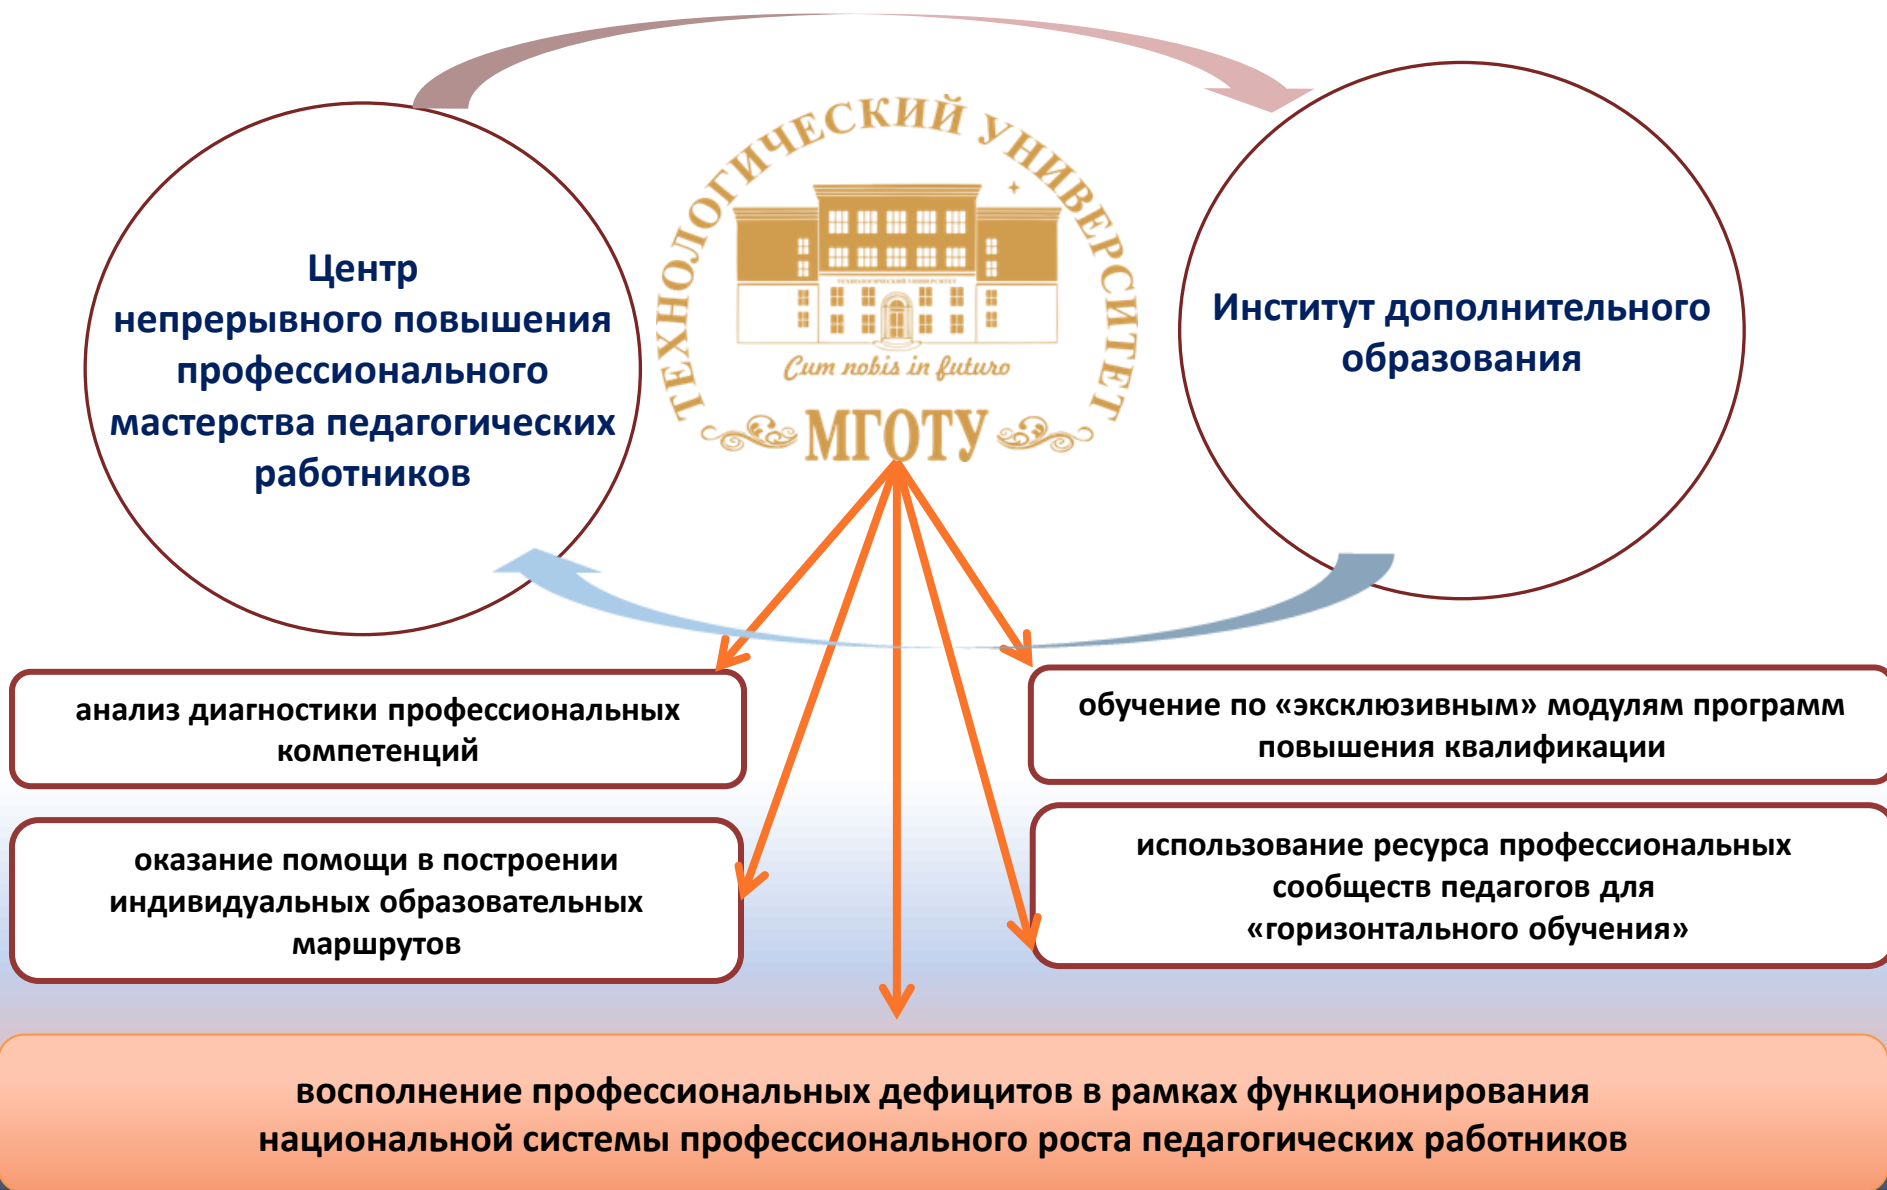 ТЕХНОЛОГИЧЕСКИЙ УНИВЕРСИТЕТ
ТЕХНОЛОГИЧЕСКИЙ УНИВЕРСИТЕТ
Cum nobis in futuro
МГОТУ
Центр
непрерывного повышения
профессионального
мастерства педагогических
работников
Институт дополнительного
образования
анализ диагностики профессиональных
компетенций
обучение по «эксклюзивным» модулям программ
повышения квалификации
оказание помощи в построении
индивидуальных образовательных
маршрутов
использование ресурса профессиональных
сообществ педагогов для
«горизонтального обучения»
восполнение профессиональных дефицитов в рамках функционирования
национальной системы профессионального роста педагогических работников